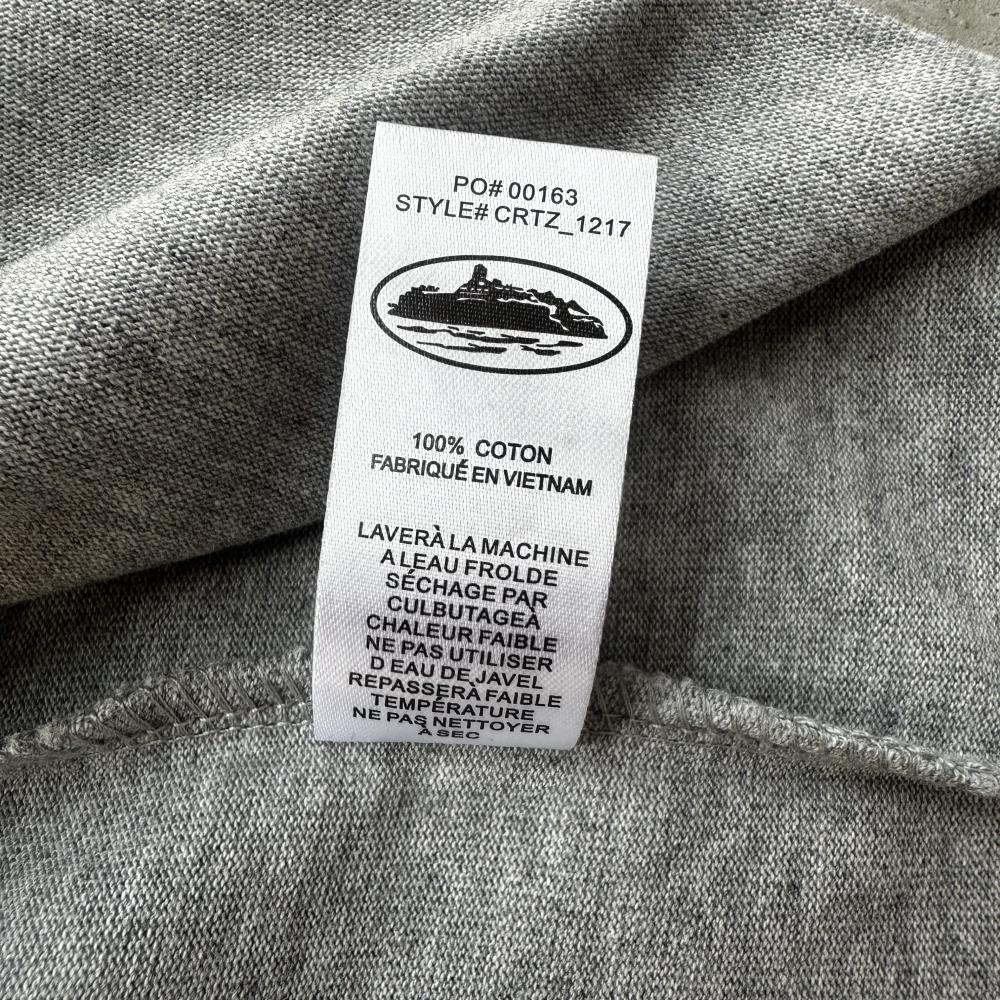 PO# 00163
STYLE# CRTZ_1217
100% COTON
FABRIQUÉ EN VIETNAM
LAVERÀ LA MACHINE
A LEAU FROLDE
SÉCHAGE PAR
CULBUTAGEÀ
CHALEUR FAIBLE
NE PAS UTILISER
D EAU DE JAVEL
REPASSERÀ FAIBLE
TEMPÉRATURE
NE PAS NETTOYER
À SEC